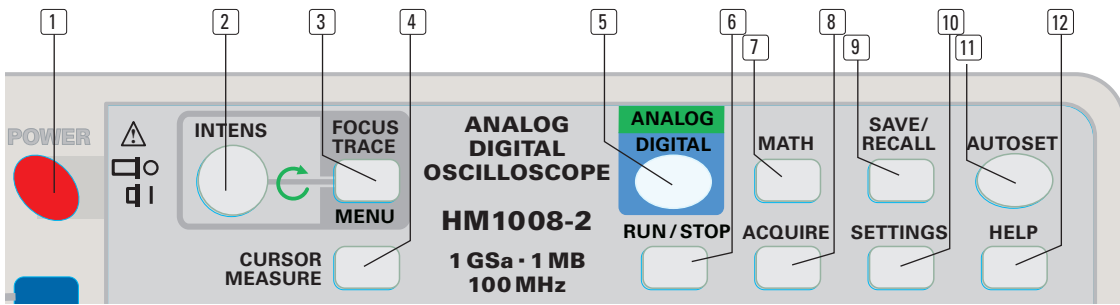 1 2 3 4 5 6 7 8 9 10 11 12
POWER
INTENS
FOCUS
TRACE
MENU
CURSOR
MEASURE
ANALOG
DIGITAL
OSCILLOSCOPE
HM1008-2
1 GSa · 1 MB
100 MHz
ANALOG
DIGITAL
RUN / STOP
MATH
ACQUIRE
SAVE/
RECALL
SETTINGS
AUTOSET
HELP